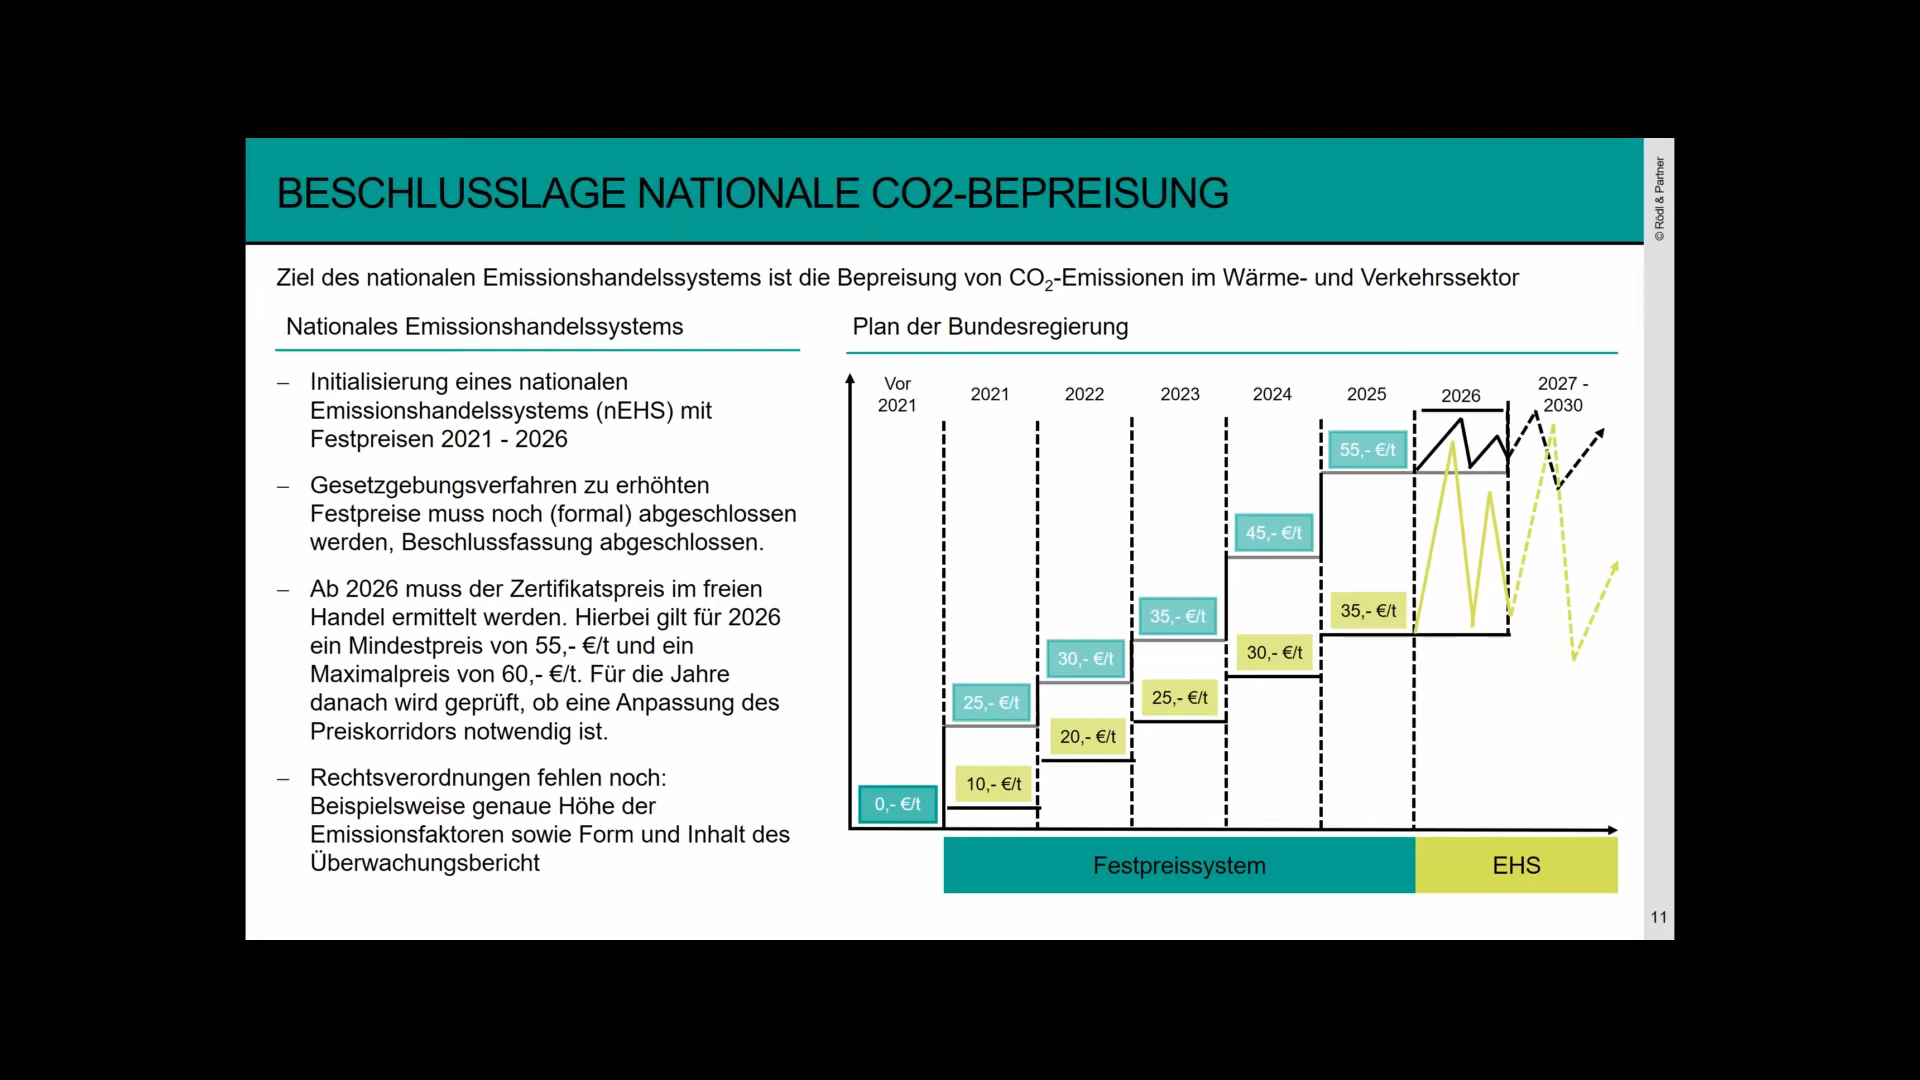 BESCHLUSSLAGE NATIONALE CO2-BEPREISUNG
© Rödl & Partner
Ziel des nationalen Emissionshandelssystems ist die Bepreisung von CO2-Emissionen im Wärme- und Verkehrssektor
Nationales Emissionshandelssystems
– Initialisierung eines nationalen
Emissionshandelssystems (nEHS) mit
Festpreisen 2021 - 2026
– Gesetzgebungsverfahren zu erhöhten
Festpreise muss noch (formal) abgeschlossen
werden, Beschlussfassung abgeschlossen.
– Ab 2026 muss der Zertifikatspreis im freien
Handel ermittelt werden. Hierbei gilt für 2026
ein Mindestpreis von 55,- €/t und ein
Maximalpreis von 60,- €/t. Für die Jahre
danach wird geprüft, ob eine Anpassung des
Preiskorridors notwendig ist.
– Rechtsverordnungen fehlen noch:
Beispielsweise genaue Höhe der
Emissionsfaktoren sowie Form und Inhalt des
Überwachungsbericht
Plan der Bundesregierung
Vor
2021
2021
2022
2023
2024
2025
2026
2027 -
2030
0,- €/t
25,- €/t
10,- €/t
30,- €/t
20,- €/t
35,- €/t
25,- €/t
45,- €/t
30,- €/t
55,- €/t
35,- €/t
Festpreissystem
EHS
11